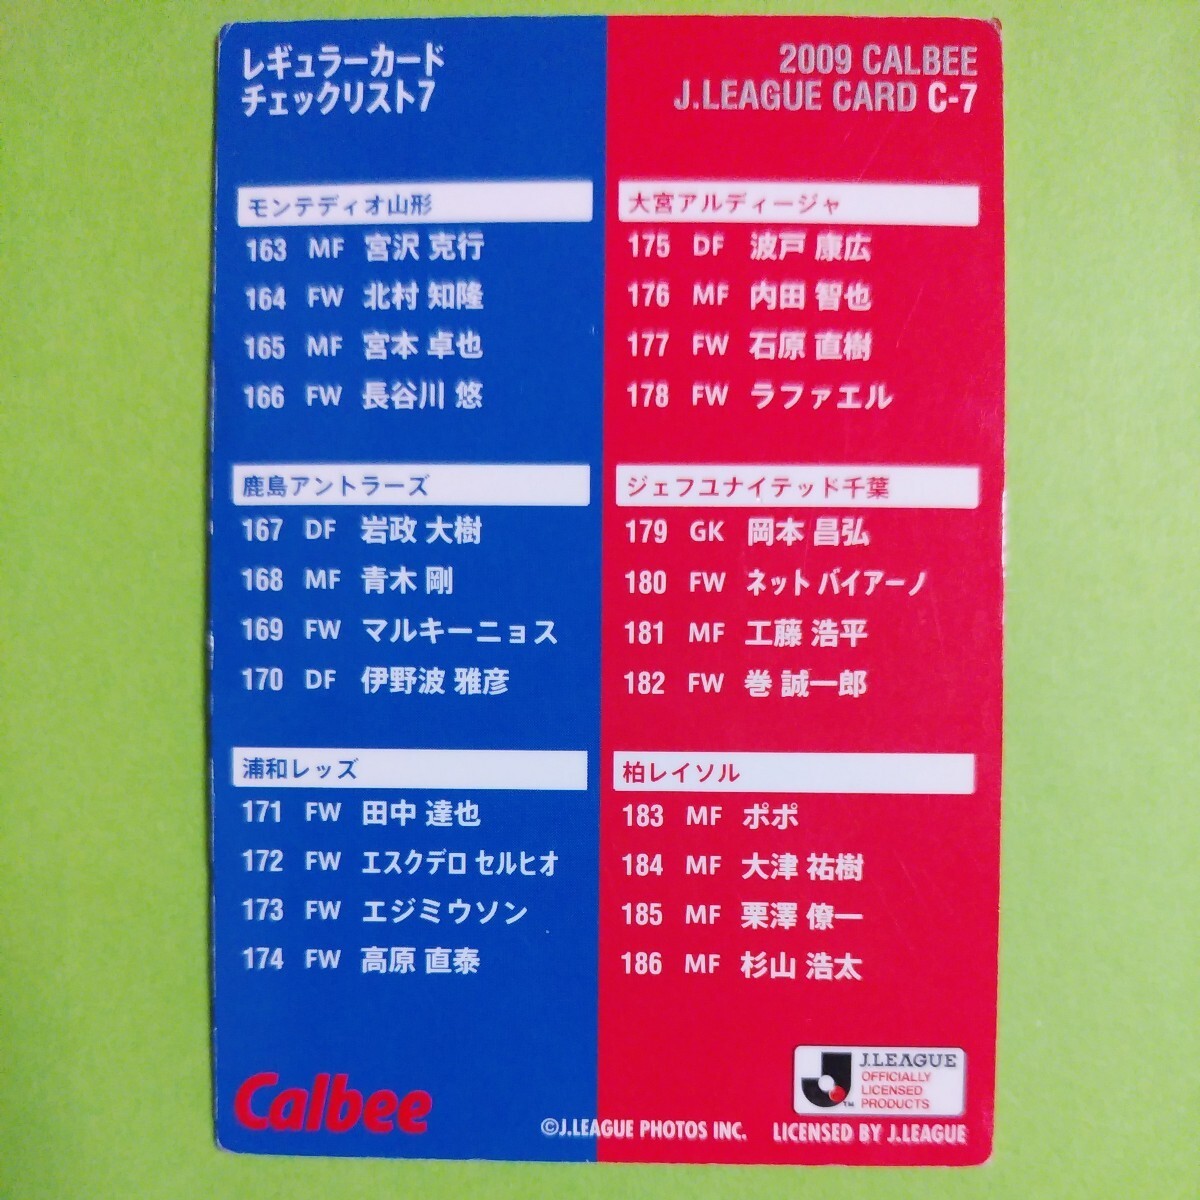 レギュラーカード
チェックリスト7
2009 CALBEE
J.LEAGUE CARD C-7
モンテディオ山形
163 MF 宮沢 克行
164 FW 北村 知隆
165 MF 宮本 卓也
166 FW 長谷川 悠
鹿島アントラーズ
167 DF 岩政 大樹
168 MF 青木 剛
169 FW マルキーニョス
170 DF 伊野波 雅彦
浦和レッズ
171 FW 田中 達也
172 FW エスクデロ セルヒオ
173 FW エジミウソン
174 FW 高原 直泰
大宮アルディージャ
175 DF 波戸 康広
176 MF 内田 智也
177 FW 石原 直樹
178 FW ラファエル
ジェフユナイテッド千葉
179 GK 岡本 昌弘
180 FW ネット バイアーノ
181 MF 工藤 浩平
182 FW 巻 誠一郎
柏レイソル
183 MF ポポ
184 MF 大津 祐樹
185 MF 栗澤 僚一
186 MF 杉山 浩太
Calbee
J.LEAGUE
OFFICIALLY
LICENSED
PRODUCTS
TM
©J.LEAGUE PHOTOS INC. LICENSED BY J.LEAGUE